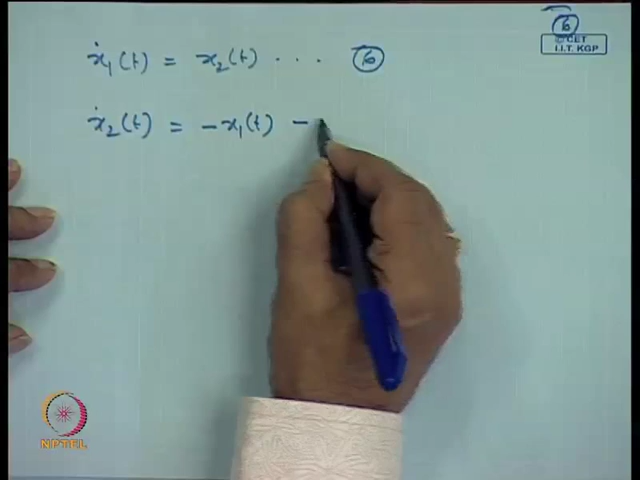 6
© CET
I.I.T. KGP
ẋ₁(t) = x₂(t) . . . (6)
ẋ₂(t) = -x₁(t) -
NPTEL